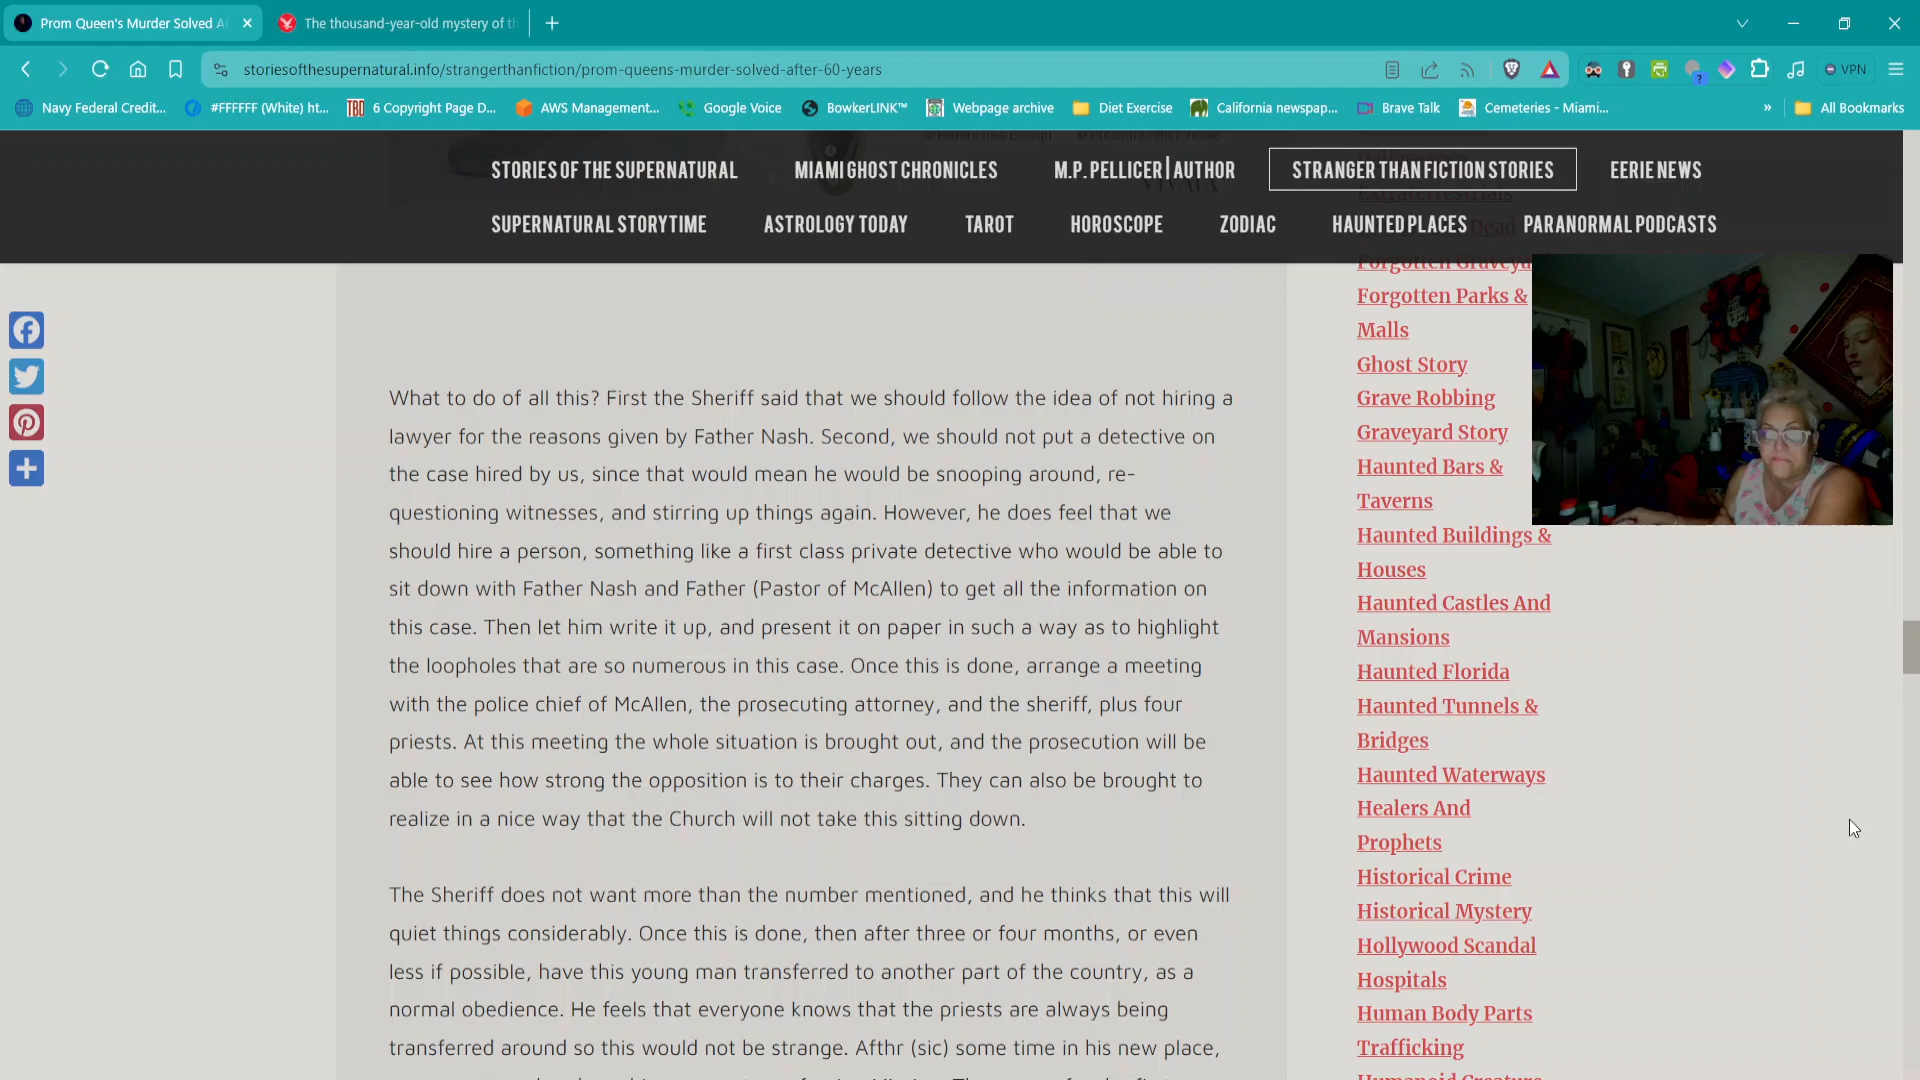 Prom Queen's Murder Solved A
The thousand-year-old mystery of th
storiesofthesupernatural.info/strangerthanfiction/prom-queens-murder-solved-after-60-years
VPN
Navy Federal Credit...
#FFFFFF (White) ht...
6 Copyright Page D...
AWS Management...
Google Voice
BowkerLINK™
Webpage archive
Diet Exercise
California newspap...
Brave Talk
Cemeteries - Miami...
»
All Bookmarks
STORIES OF THE SUPERNATURAL
MIAMI GHOST CHRONICLES
M.P. PELLICER | AUTHOR
STRANGER THAN FICTION STORIES
EERIE NEWS
SUPERNATURAL STORYTIME
ASTROLOGY TODAY
TAROT
HOROSCOPE
ZODIAC
HAUNTED PLACES
PARANORMAL PODCASTS
What to do of all this? First the Sheriff said that we should follow the idea of not hiring a
lawyer for the reasons given by Father Nash. Second, we should not put a detective on
the case hired by us, since that would mean he would be snooping around, re-
questioning witnesses, and stirring up things again. However, he does feel that we
should hire a person, something like a first class private detective who would be able to
sit down with Father Nash and Father (Pastor of McAllen) to get all the information on
this case. Then let him write it up, and present it on paper in such a way as to highlight
the loopholes that are so numerous in this case. Once this is done, arrange a meeting
with the police chief of McAllen, the prosecuting attorney, and the sheriff, plus four
priests. At this meeting the whole situation is brought out, and the prosecution will be
able to see how strong the opposition is to their charges. They can also be brought to
realize in a nice way that the Church will not take this sitting down.
The Sheriff does not want more than the number mentioned, and he thinks that this will
quiet things considerably. Once this is done, then after three or four months, or even
less if possible, have this young man transferred to another part of the country, as a
normal obedience. He feels that everyone knows that the priests are always being
transferred around so this would not be strange. Afthr (sic) some time in his new place,
Extraterrestrials
Dead
Forgotten Graveya
Forgotten Parks &
Malls
Ghost Story
Grave Robbing
Graveyard Story
Haunted Bars &
Taverns
Haunted Buildings &
Houses
Haunted Castles And
Mansions
Haunted Florida
Haunted Tunnels &
Bridges
Haunted Waterways
Healers And
Prophets
Historical Crime
Historical Mystery
Hollywood Scandal
Hospitals
Human Body Parts
Trafficking
Humanoid Creature